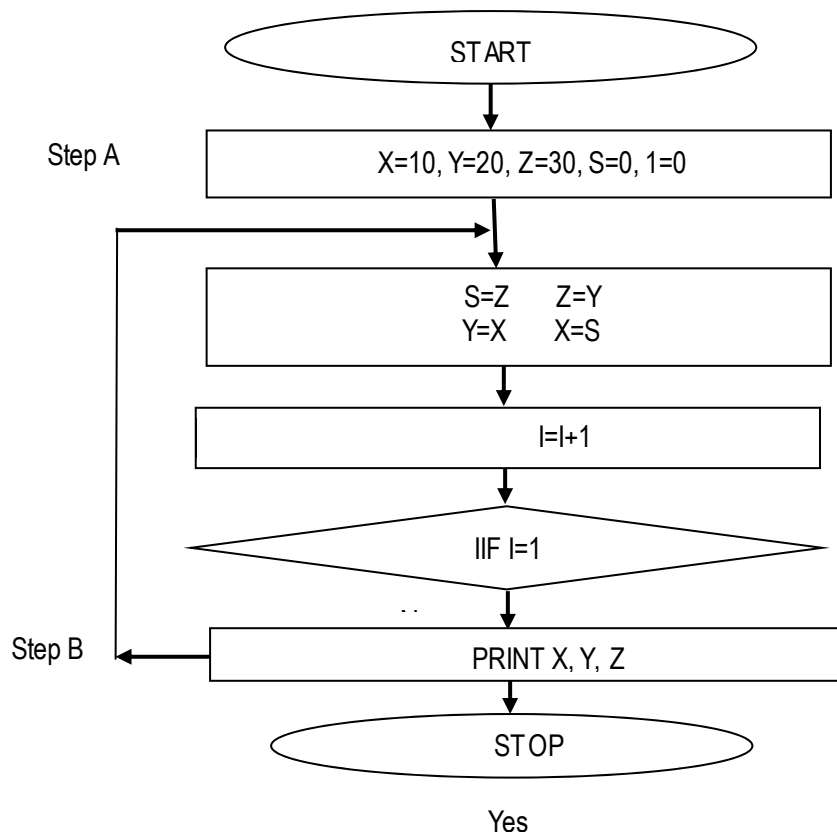 START
Step A
X=10, Y=20, Z=30, S=0, 1=0
S=Z Z=Y
Y=X X=S
I=I+1
IIF I=1
Step B
PRINT X, Y, Z
STOP
Yes